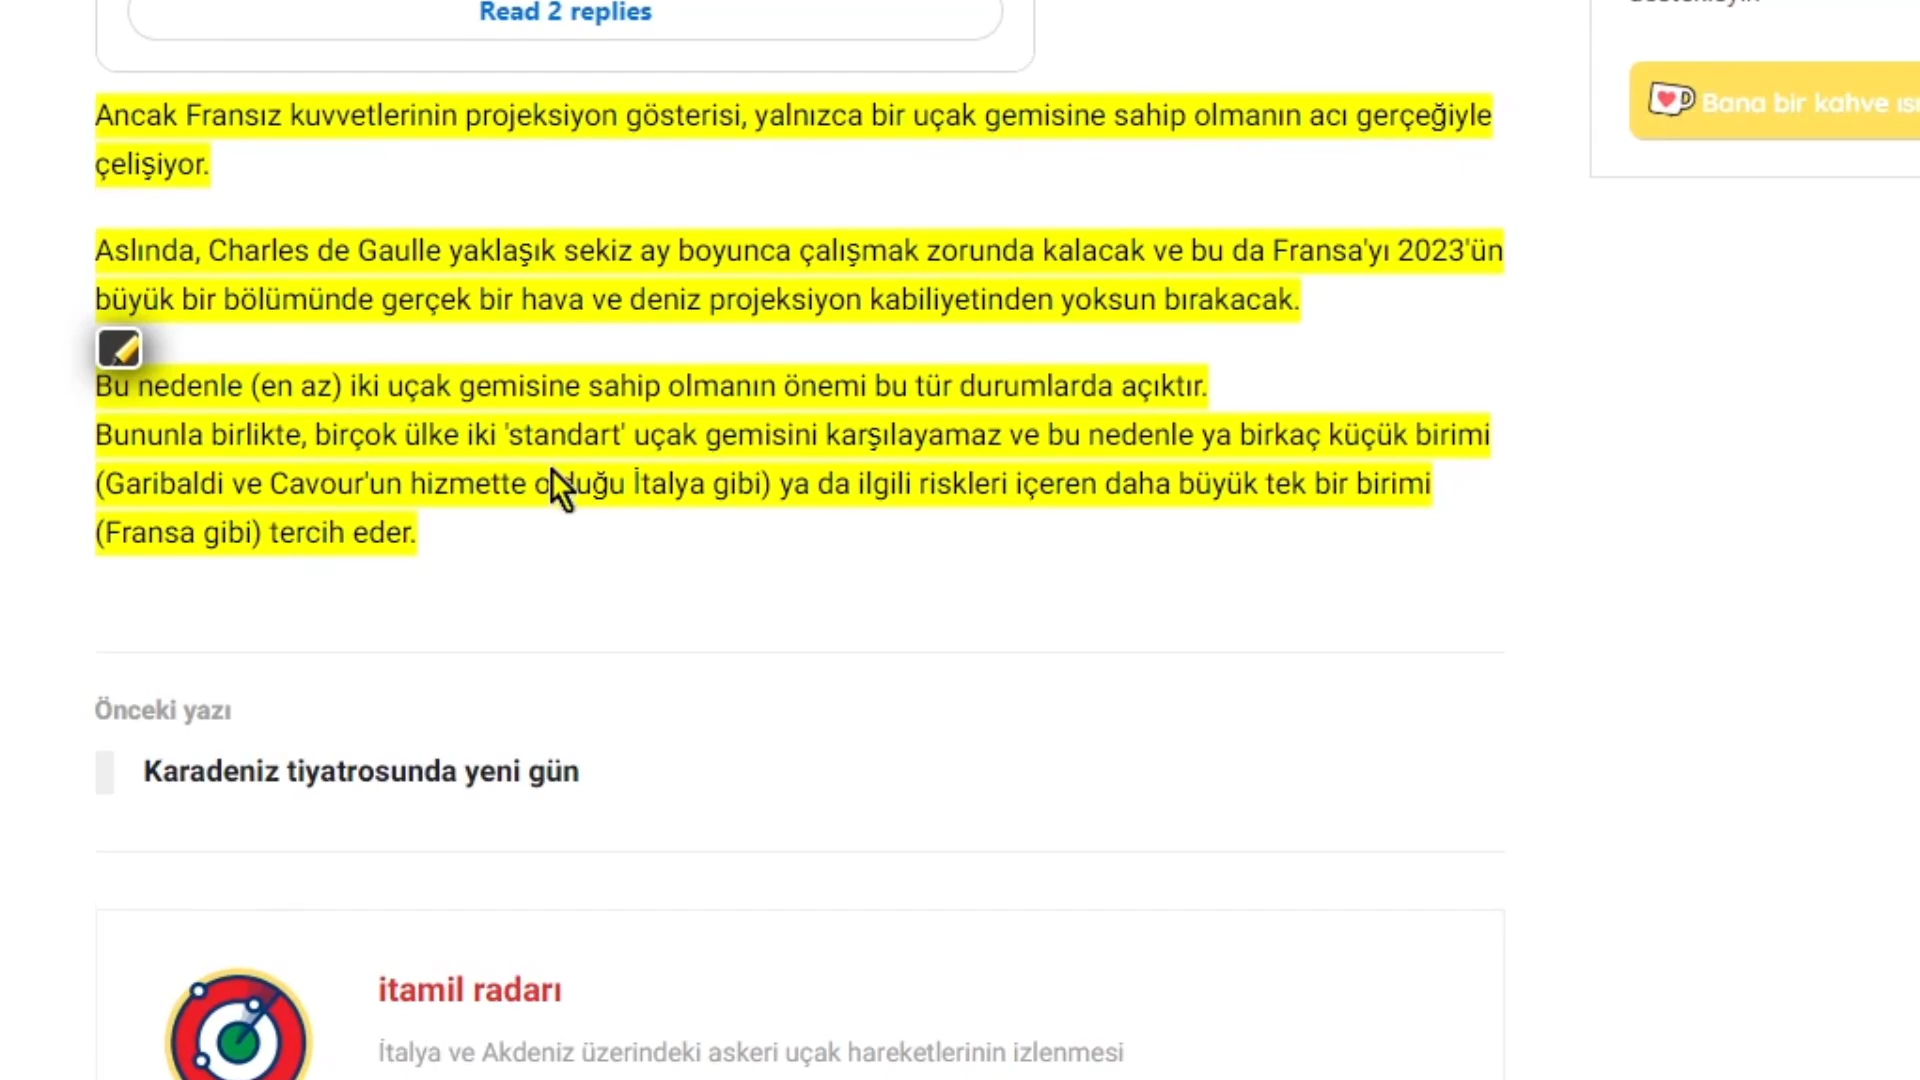 Read 2 replies
Ancak Fransız kuvvetlerinin projeksiyon gösterisi, yalnızca bir uçak gemisine sahip olmanın acı gerçeğiyle
çelişiyor.
Aslında, Charles de Gaulle yaklaşık sekiz ay boyunca çalışmak zorunda kalacak ve bu da Fransa'yı 2023'ün
büyük bir bölümünde gerçek bir hava ve deniz projeksiyon kabiliyetinden yoksun bırakacak.
Bu nedenle (en az) iki uçak gemisine sahip olmanın önemi bu tür durumlarda açıktır.
Bununla birlikte, birçok ülke iki 'standart' uçak gemisini karşılayamaz ve bu nedenle ya birkaç küçük birimi
(Garibaldi ve Cavour'un hizmette olduğu İtalya gibi) ya da ilgili riskleri içeren daha büyük tek bir birimi
(Fransa gibi) tercih eder.
Bana bir kahve
Önceki yazı
Karadeniz tiyatrosunda yeni gün
itamil radarı
İtalya ve Akdeniz üzerindeki askeri uçak hareketlerinin izlenmesi